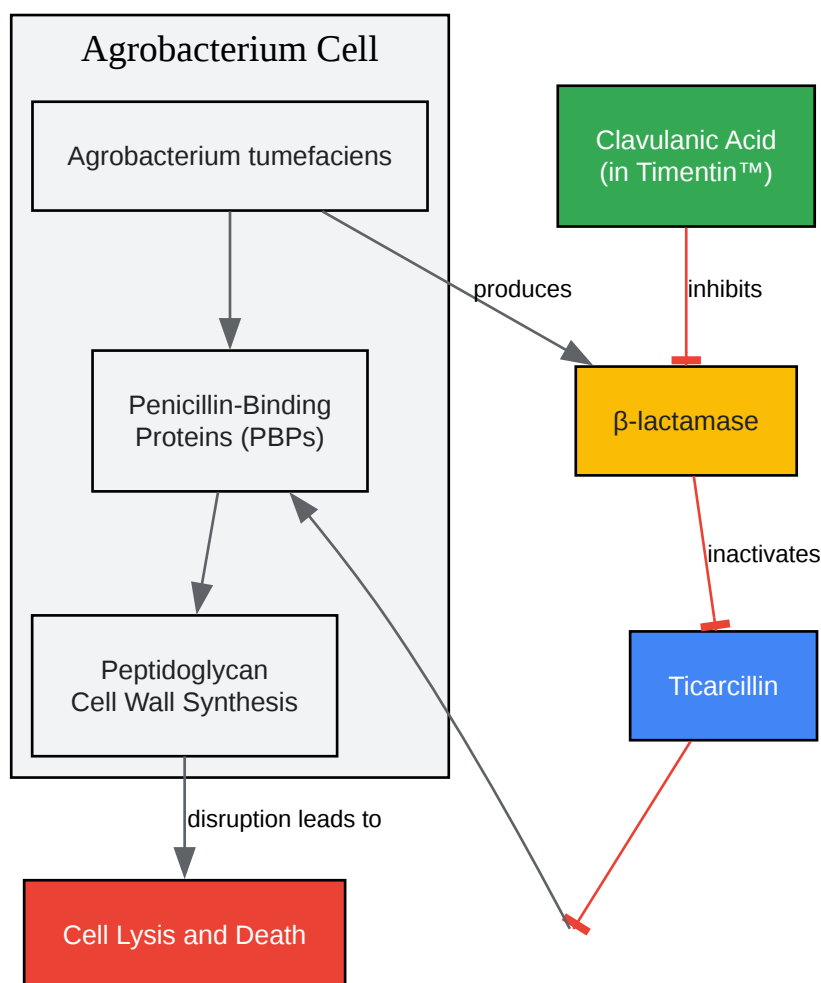 Agrobacterium Cell
Agrobacterium tumefaciens
Clavulanic Acid
(in Timentin™)
produces
inhibits
Penicillin-Binding
Proteins (PBPs)
β-lactamase
inactivates
Peptidoglycan
Cell Wall Synthesis
Ticarcillin
disruption leads to
Cell Lysis and Death